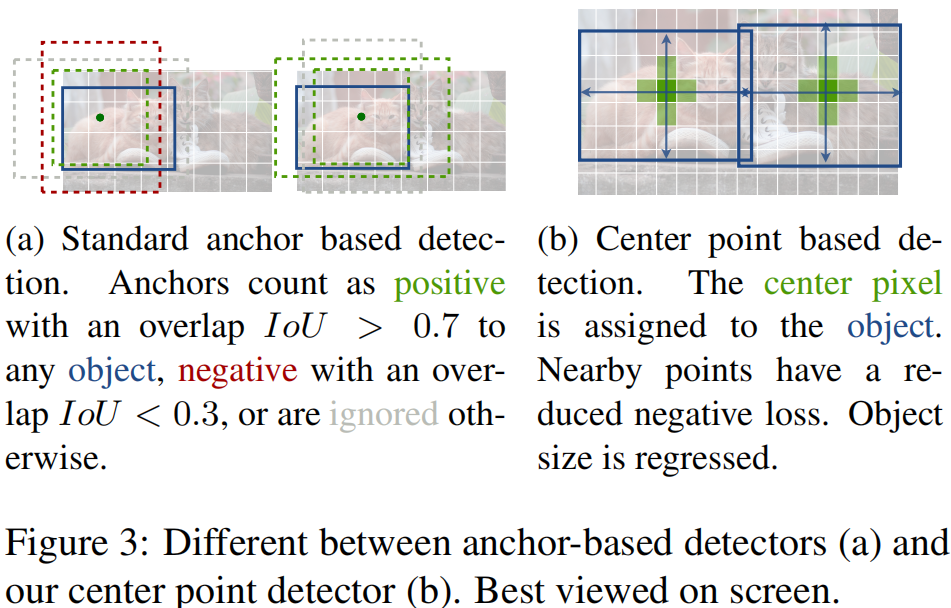 (a) Standard anchor based detec-
tion. Anchors count as positive
with an overlap IoU > 0.7 to
any object, negative with an over-
lap IoU < 0.3, or are ignored oth-
erwise.
(b) Center point based de-
tection. The center pixel
is assigned to the object.
Nearby points have a re-
duced negative loss. Object
size is regressed.
Figure 3: Different between anchor-based detectors (a) and
our center point detector (b). Best viewed on screen.